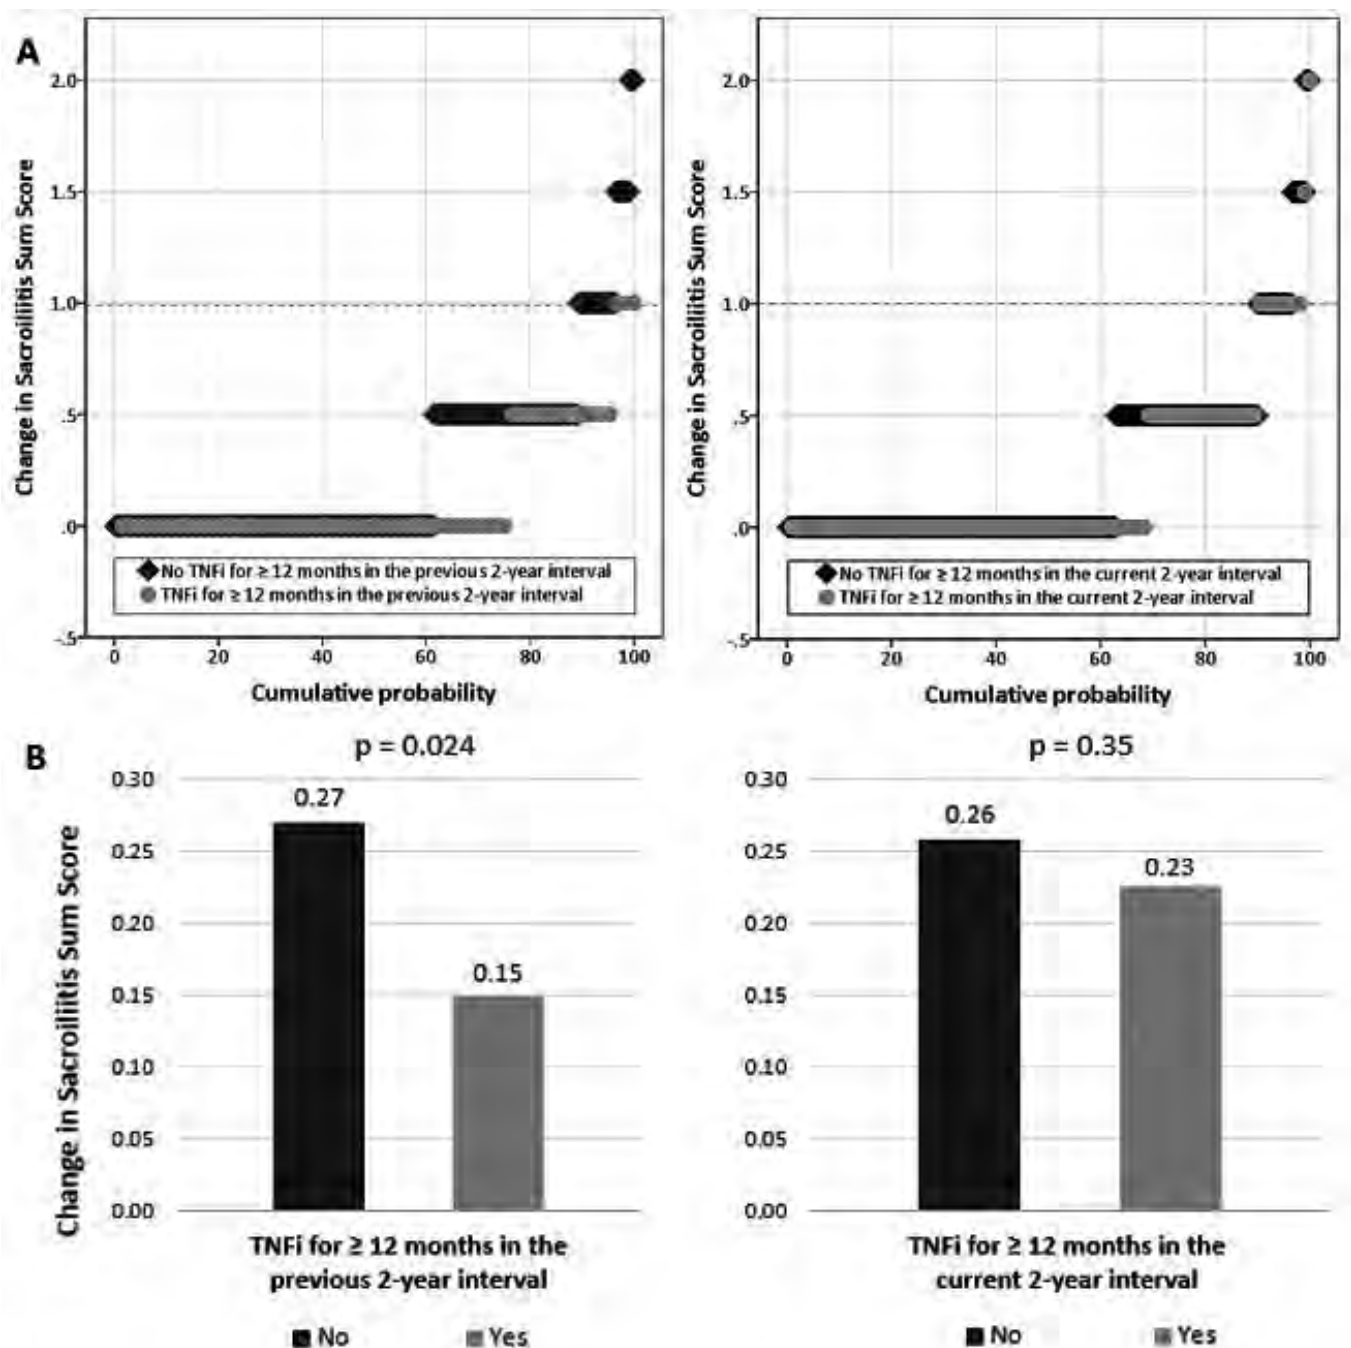 A
Change in Sacroiliitis Sum Score
2.0
1.5
1.0
.5
.0
-.5
No TNFi for ≥ 12 months in the previous 2-year interval
TNFi for ≥ 12 months in the previous 2-year interval
0 20 40 60 80 100
Cumulative probability
Change in Sacroiliitis Sum Score
2.0
1.5
1.0
.5
.0
-.5
No TNFi for ≥ 12 months in the current 2-year interval
TNFi for ≥ 12 months in the current 2-year interval
0 20 40 60 80 100
Cumulative probability
B
p = 0.024
Change in Sacroiliitis Sum Score
0.30
0.25
0.20
0.15
0.10
0.05
0.00
0.27
0.15
TNFi for ≥ 12 months in the
previous 2-year interval
No Yes
p = 0.35
0.30
0.25
0.20
0.15
0.10
0.05
0.00
0.26
0.23
TNFi for ≥ 12 months in the
current 2-year interval
No Yes